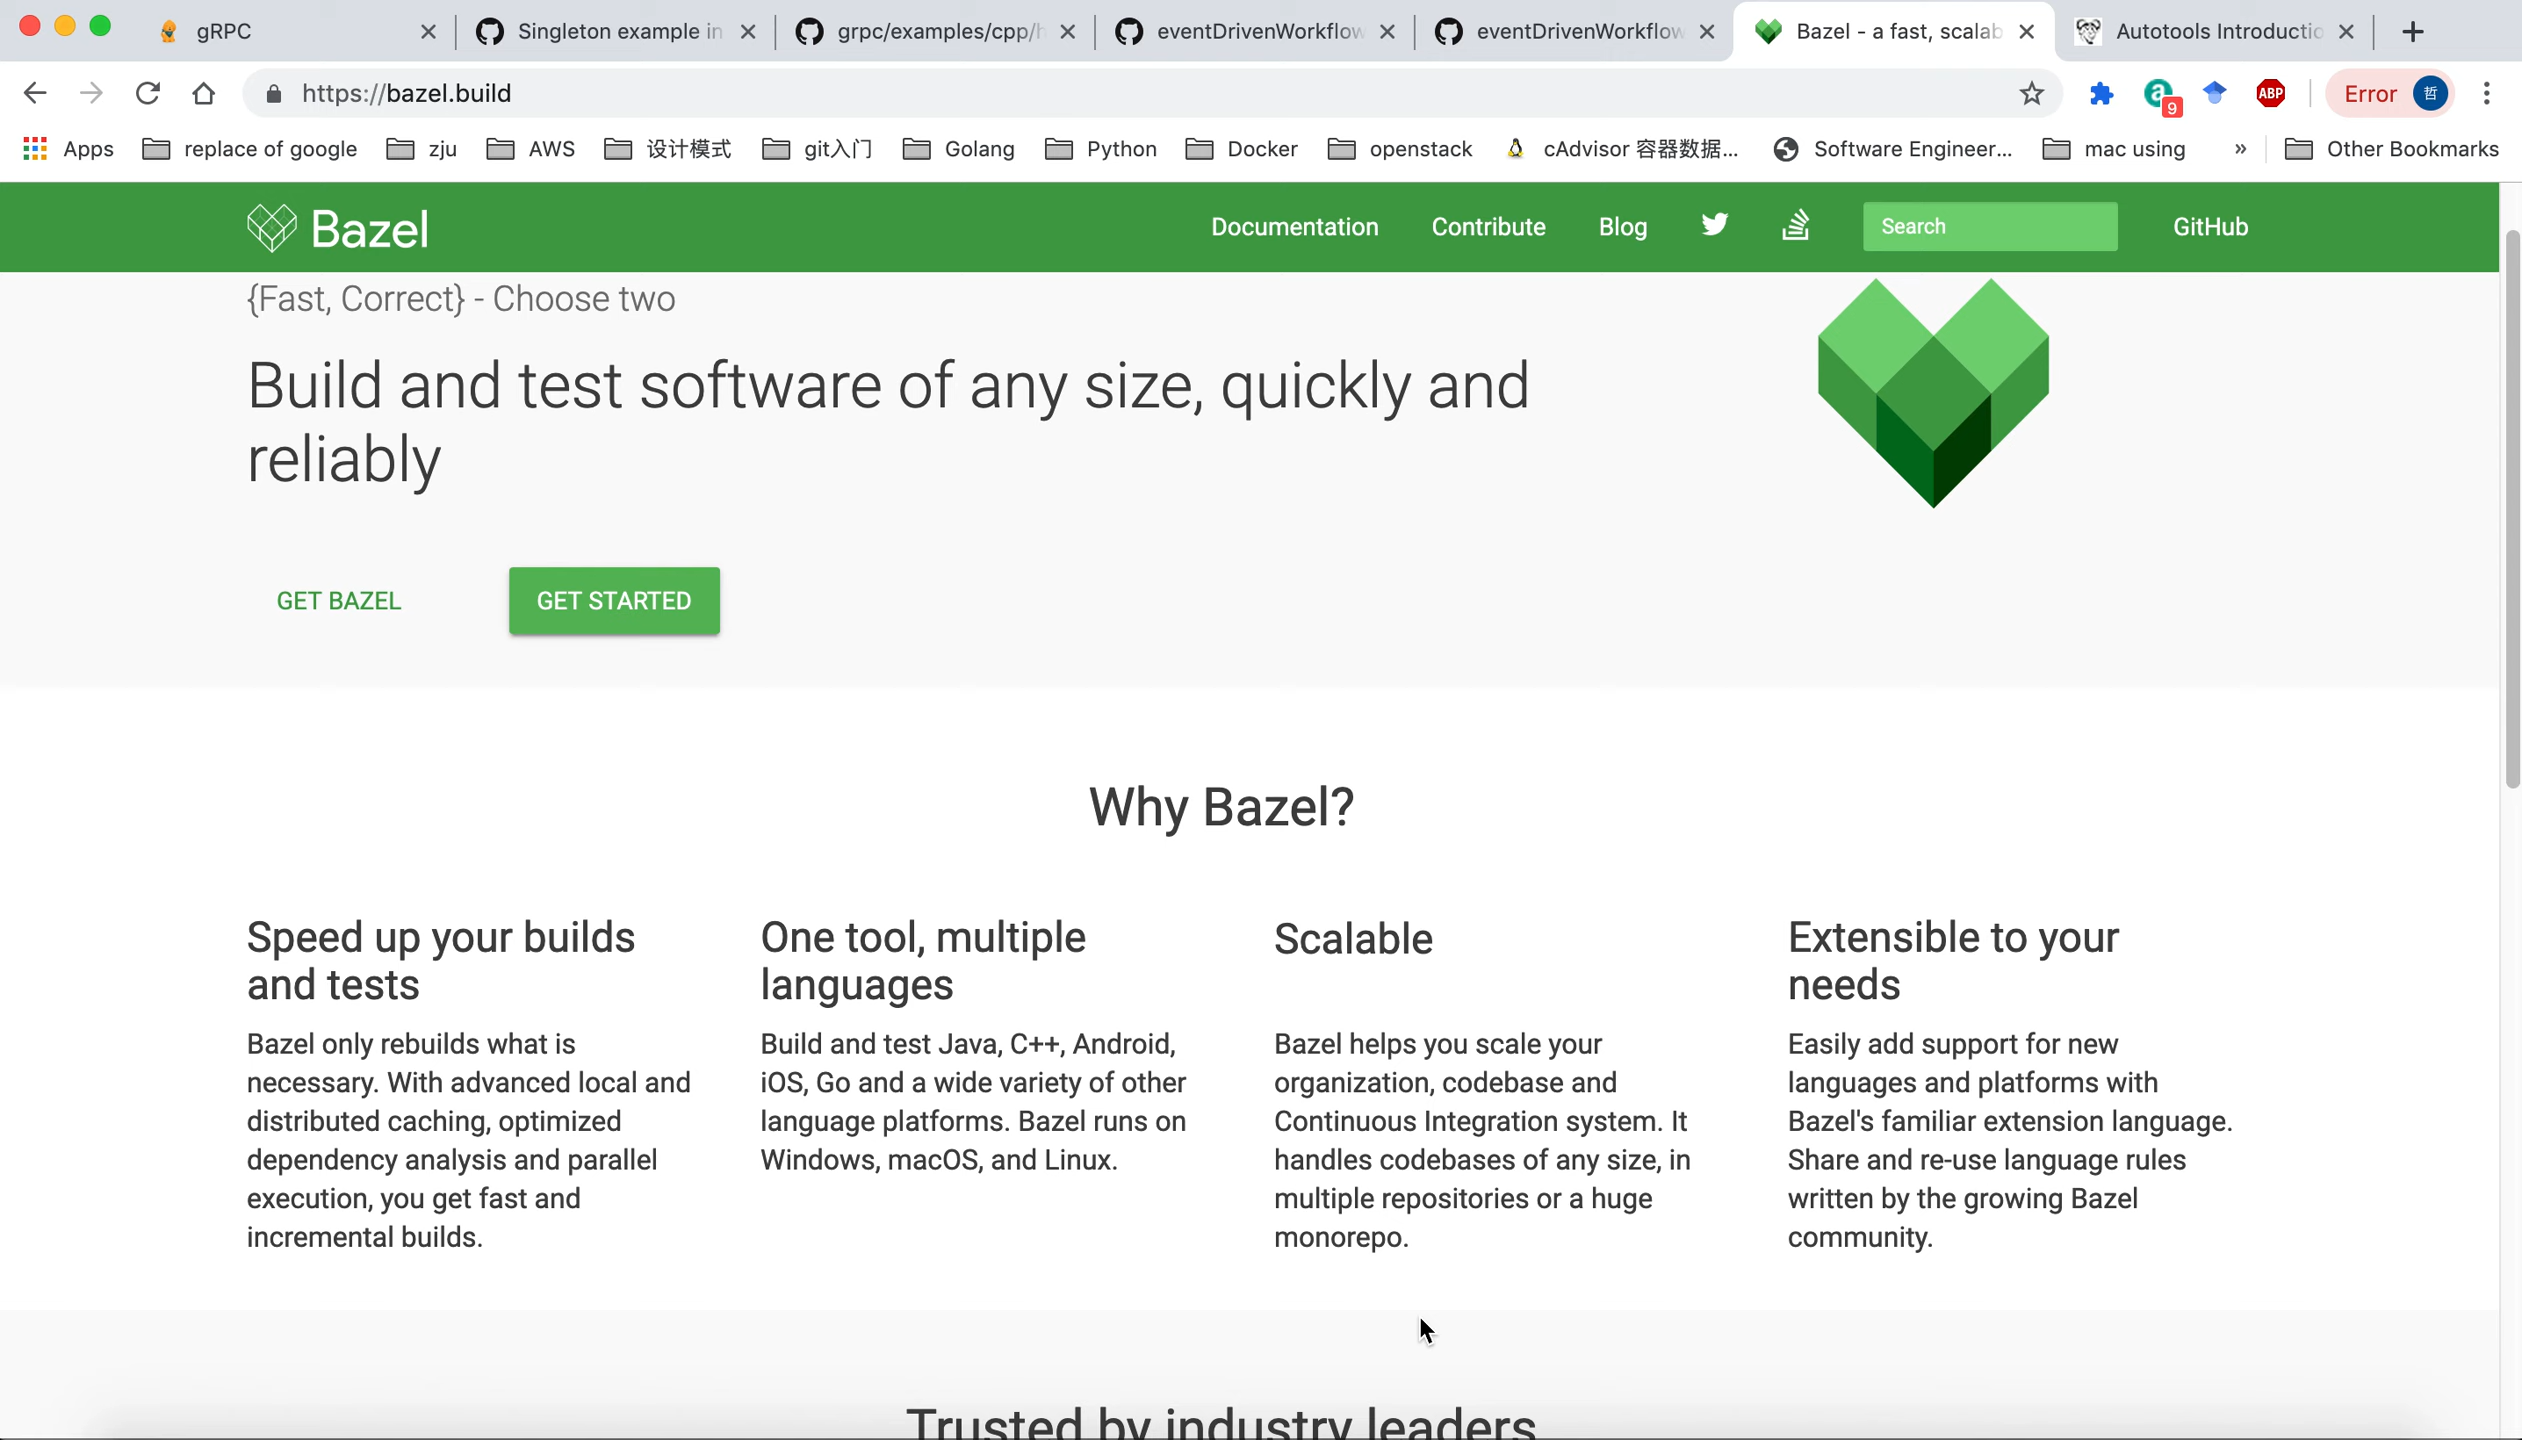 gRPC
Singleton example in
grpc/examples/cpp/h
eventDrivenWorkflow
eventDrivenWorkflow
Bazel - a fast, scalab
Autotools Introductio
https://bazel.build
9
ABP
Error
哲
Apps
replace of google
zju
AWS
设计模式
git入门
Golang
Python
Docker
openstack
cAdvisor 容器数据...
Software Engineer...
mac using
»
Other Bookmarks
Bazel
Documentation
Contribute
Blog
Search
GitHub
{Fast, Correct} - Choose two
Build and test software of any size, quickly and
reliably
GET BAZEL
GET STARTED
Why Bazel?
Speed up your builds
and tests
Bazel only rebuilds what is
necessary. With advanced local and
distributed caching, optimized
dependency analysis and parallel
execution, you get fast and
incremental builds.
One tool, multiple
languages
Build and test Java, C++, Android,
iOS, Go and a wide variety of other
language platforms. Bazel runs on
Windows, macOS, and Linux.
Scalable
Bazel helps you scale your
organization, codebase and
Continuous Integration system. It
handles codebases of any size, in
multiple repositories or a huge
monorepo.
Extensible to your
needs
Easily add support for new
languages and platforms with
Bazel's familiar extension language.
Share and re-use language rules
written by the growing Bazel
community.
Trusted by industry leaders